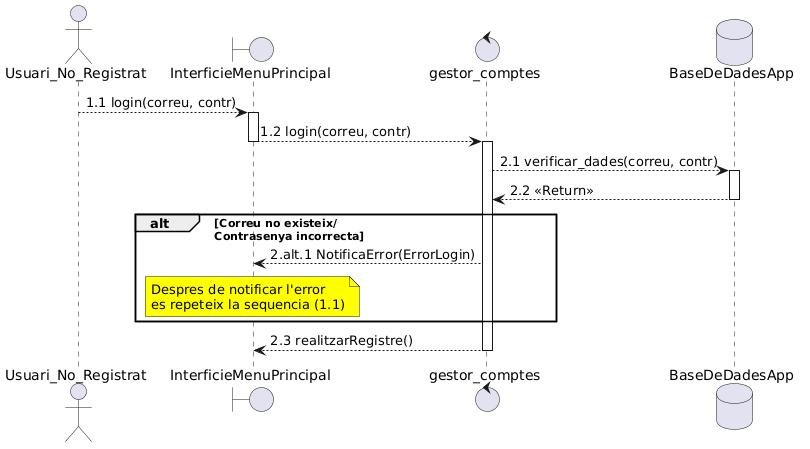 Usuari_No_Registrat
InterficieMenuPrincipal
gestor_comptes
BaseDeDadesApp
1.1 login(correu, contr)
1.2 login(correu, contr)
2.1 verificar_dades(correu, contr)
2.2 «Return»
alt
[Correu no existeix/
Contrasenya incorrecta]
2.alt.1 NotificaError(ErrorLogin)
Despres de notificar l'error
es repeteix la sequencia (1.1)
2.3 realitzarRegistre()
Usuari_No_Registrat
InterficieMenuPrincipal
gestor_comptes
BaseDeDadesApp